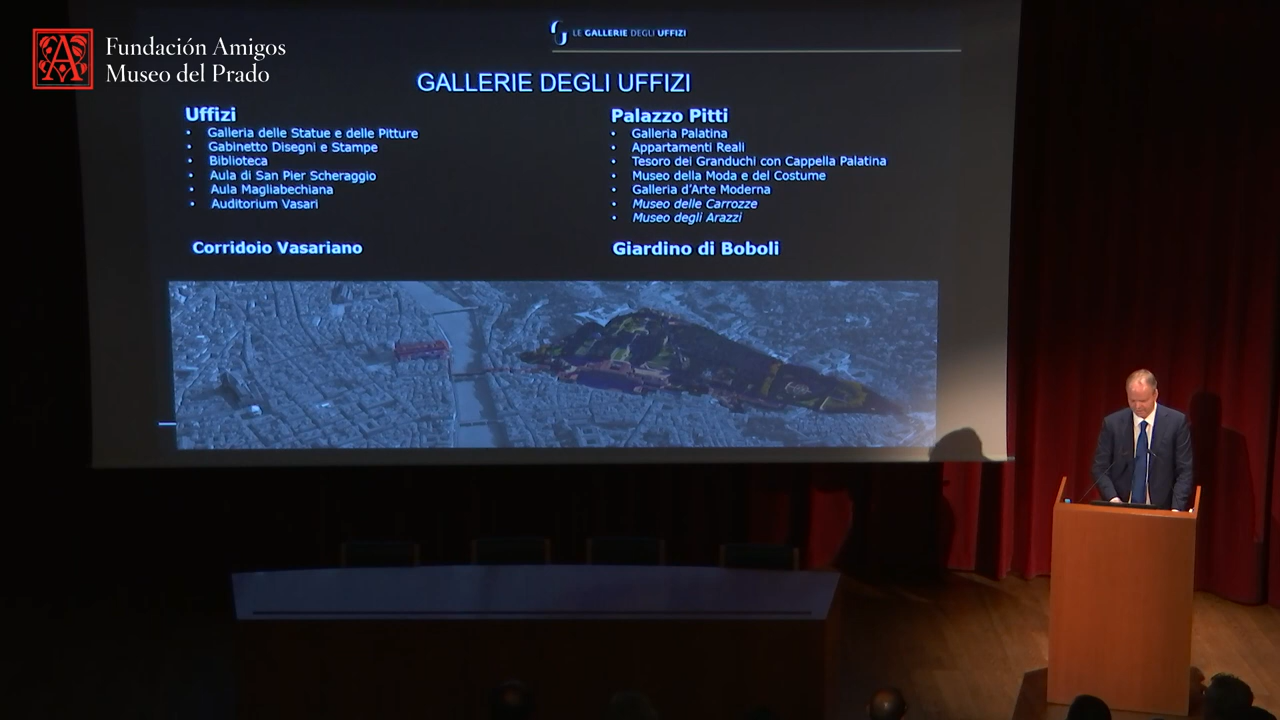 Fundación Amigos
Museo del Prado
LE GALLERIE DEGLI UFFIZI
GALLERIE DEGLI UFFIZI
Uffizi
• Galleria delle Statue e delle Pitture
• Gabinetto Disegni e Stampe
• Biblioteca
• Aula di San Pier Scheraggio
• Aula Magliabechiana
• Auditorium Vasari
Corridoio Vasariano
Palazzo Pitti
• Galleria Palatina
• Appartamenti Reali
• Tesoro dei Granduchi con Cappella Palatina
• Museo della Moda e del Costume
• Galleria d'Arte Moderna
• Museo delle Carrozze
• Museo degli Arazzi
Giardino di Boboli